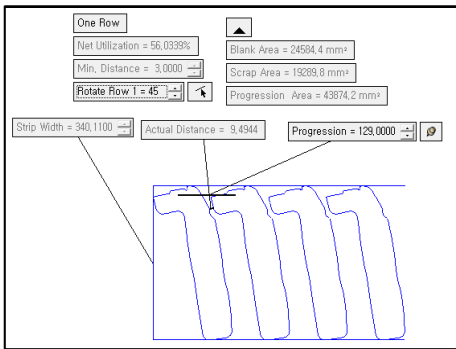 One Row
Net Utilization = 56,0339%
Min, Distance = 3,0000
Rotate Row 1 = 45
Blank Area = 24584,4 mm²
Scrap Area = 19289,8 mm²
Progression Area = 43874,2 mm²
Strip Width = 340,1100
Actual Distance = 9,4944
Progression = 129,0000